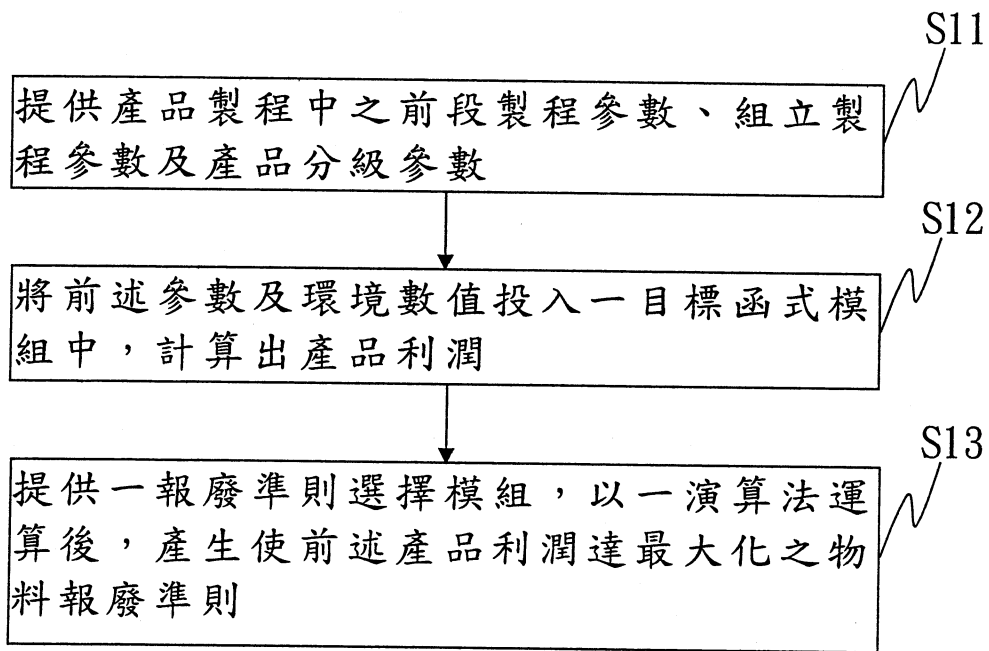 S11
提供產品製程中之前段製程參數、組立製
程參數及產品分級參數
S12
將前述參數及環境數值投入一目標函式模
組中，計算出產品利潤
S13
提供一報廢準則選擇模組，以一演算法運
算後，產生使前述產品利潤達最大化之物
料報廢準則